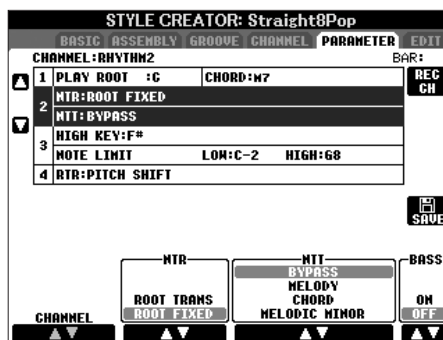 STYLE CREATOR: Straight8Pop
BASIC ASSEMBLY GROOVE CHANNEL PARAMETER EDIT
CHANNEL:RHYTHM2 BAR:
1 PLAY ROOT :C CHORD:M7
REC CH
2 NTR:ROOT FIXED
NTT:BYPASS
3 HIGH KEY:F#
NOTE LIMIT LOW:C-2 HIGH:G8
4 RTR:PITCH SHIFT
SAVE
NTR NTT BASS
BYPASS
MELODY
ROOT TRANS CHORD ON
CHANNEL ROOT FIXED MELODIC MINOR OFF